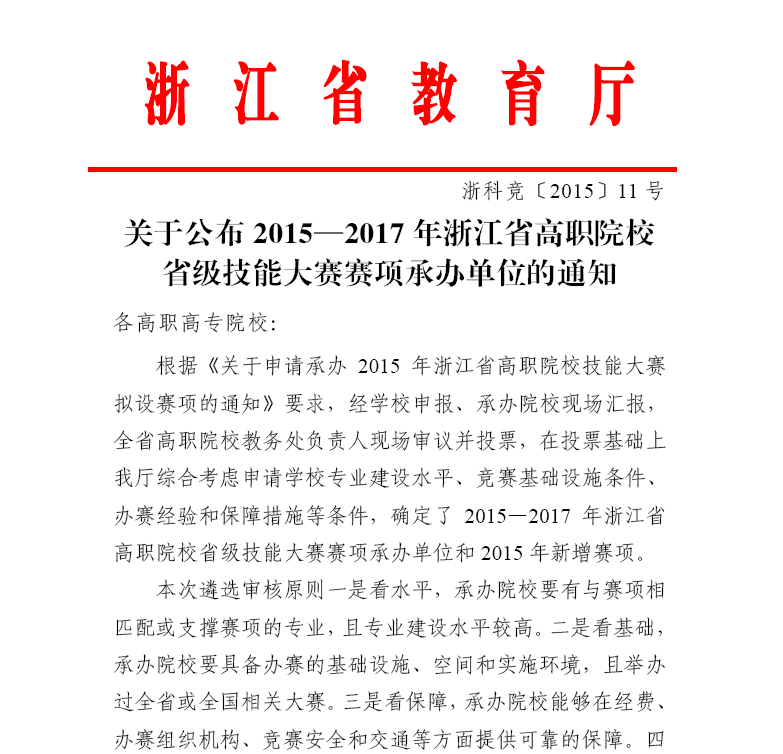 浙江省教育厅
浙科竞〔2015〕11 号
关于公布 2015—2017 年浙江省高职院校
省级技能大赛赛项承办单位的通知
各高职高专院校：
根据《关于申请承办 2015 年浙江省高职院校技能大赛
拟设赛项的通知》要求，经学校申报、承办院校现场汇报，
全省高职院校教务处负责人现场审议并投票，在投票基础上
我厅综合考虑申请学校专业建设水平、竞赛基础设施条件、
办赛经验和保障措施等条件，确定了 2015—2017 年浙江省
高职院校省级技能大赛赛项承办单位和 2015 年新增赛项。
本次遴选审核原则一是看水平，承办院校要有与赛项相
匹配或支撑赛项的专业，且专业建设水平较高。二是看基础，
承办院校要具备办赛的基础设施、空间和实施环境，且举办
过全省或全国相关大赛。三是看保障，承办院校能够在经费、
办赛组织机构、竞赛安全和交通等方面提供可靠的保障。四